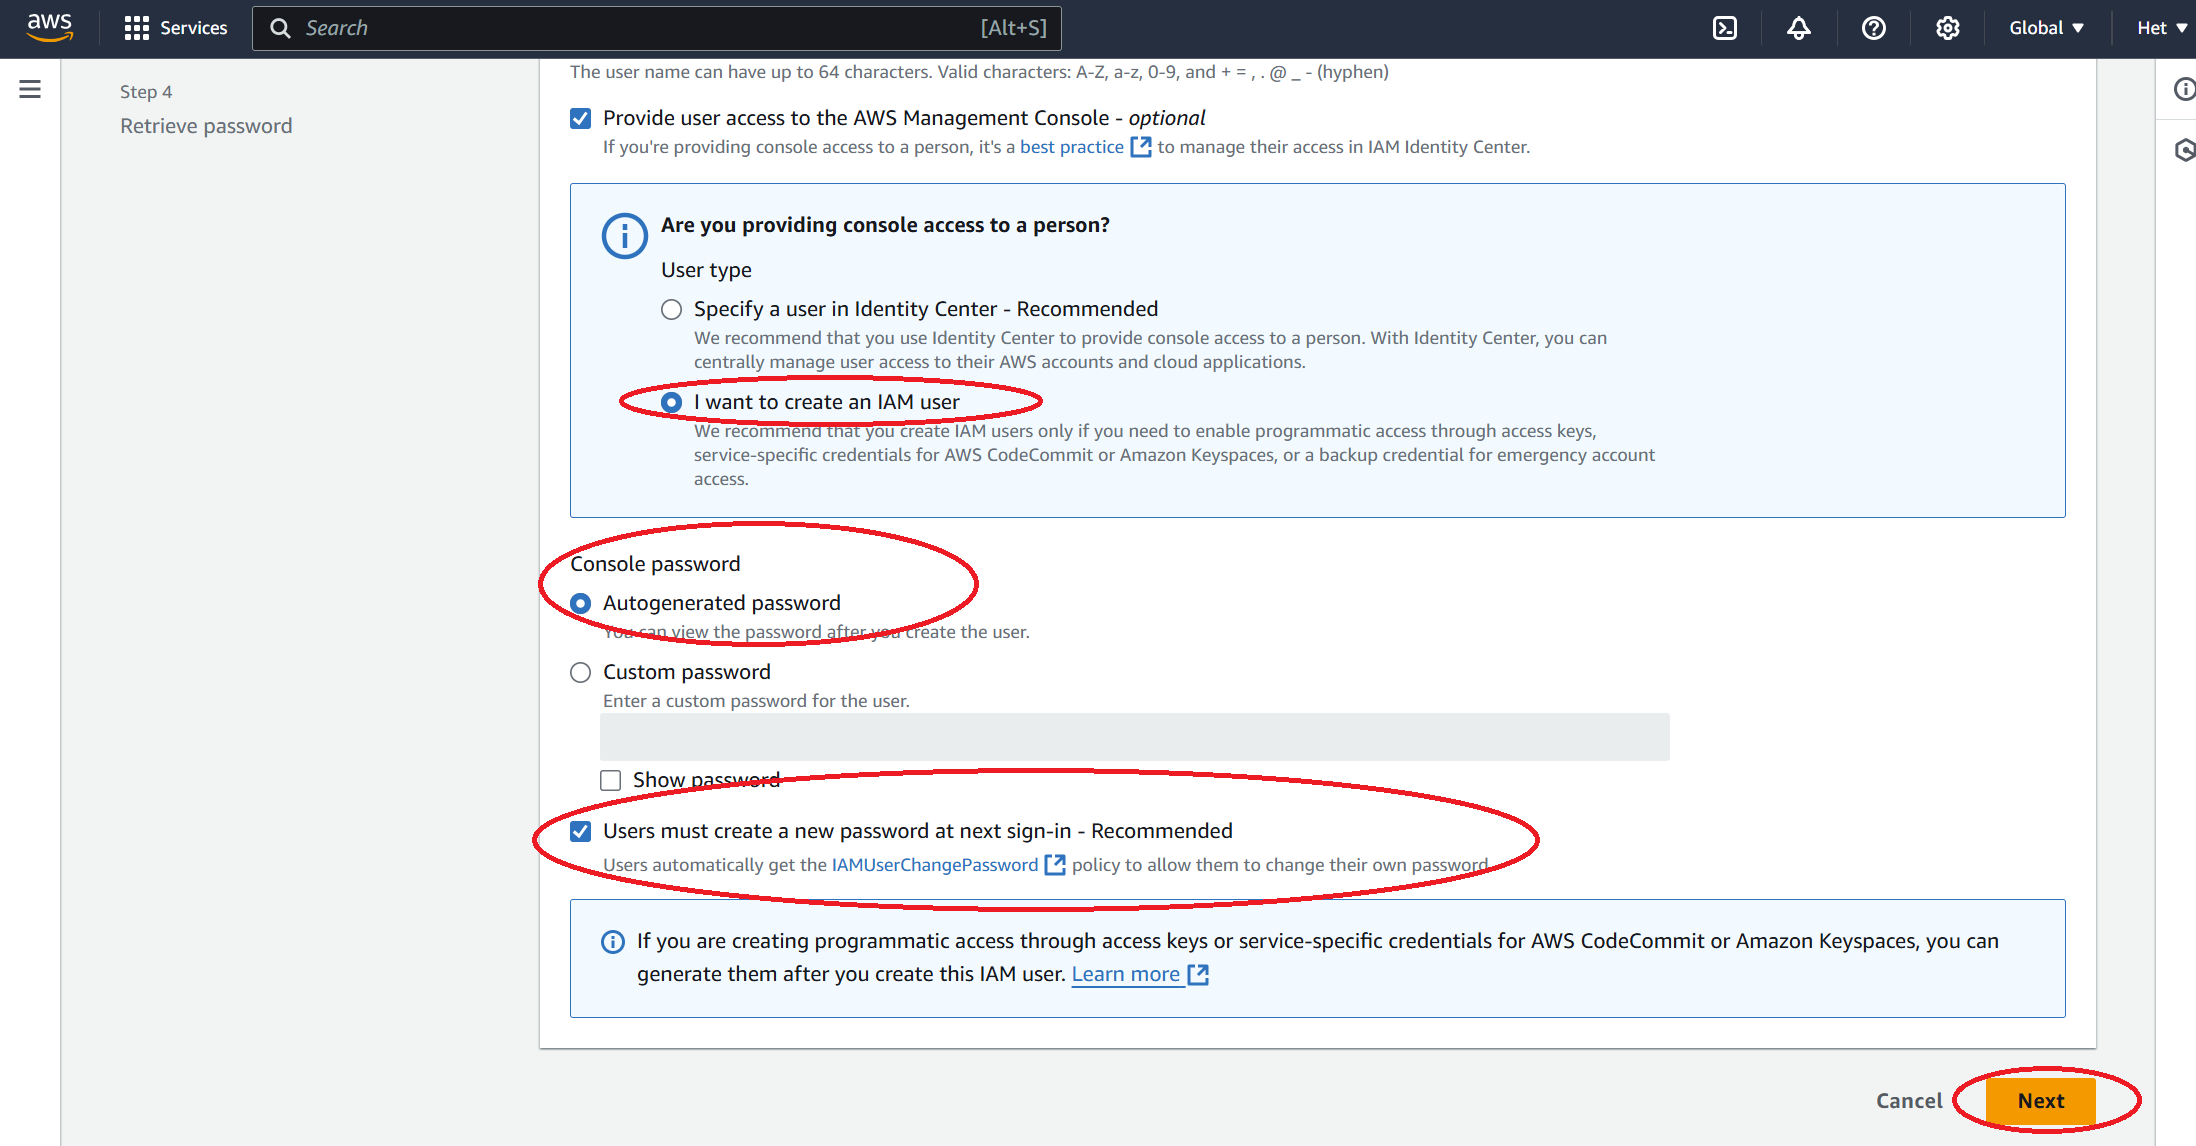 aws
Services
Search
[Alt+S]
Global
Het
Step 4
Retrieve password
The user name can have up to 64 characters. Valid characters: A-Z, a-z, 0-9, and + = , . @ _ - (hyphen)
Provide user access to the AWS Management Console - optional
If you're providing console access to a person, it's a best practice to manage their access in IAM Identity Center.
Are you providing console access to a person?
User type
Specify a user in Identity Center - Recommended
We recommend that you use Identity Center to provide console access to a person. With Identity Center, you can
centrally manage user access to their AWS accounts and cloud applications.
I want to create an IAM user
We recommend that you create IAM users only if you need to enable programmatic access through access keys,
service-specific credentials for AWS CodeCommit or Amazon Keyspaces, or a backup credential for emergency account
access.
Console password
Autogenerated password
You can view the password after you create the user.
Custom password
Enter a custom password for the user.
Show password
Users must create a new password at next sign-in - Recommended
Users automatically get the IAMUserChangePassword policy to allow them to change their own password.
If you are creating programmatic access through access keys or service-specific credentials for AWS CodeCommit or Amazon Keyspaces, you can
generate them after you create this IAM user. Learn more
Cancel
Next